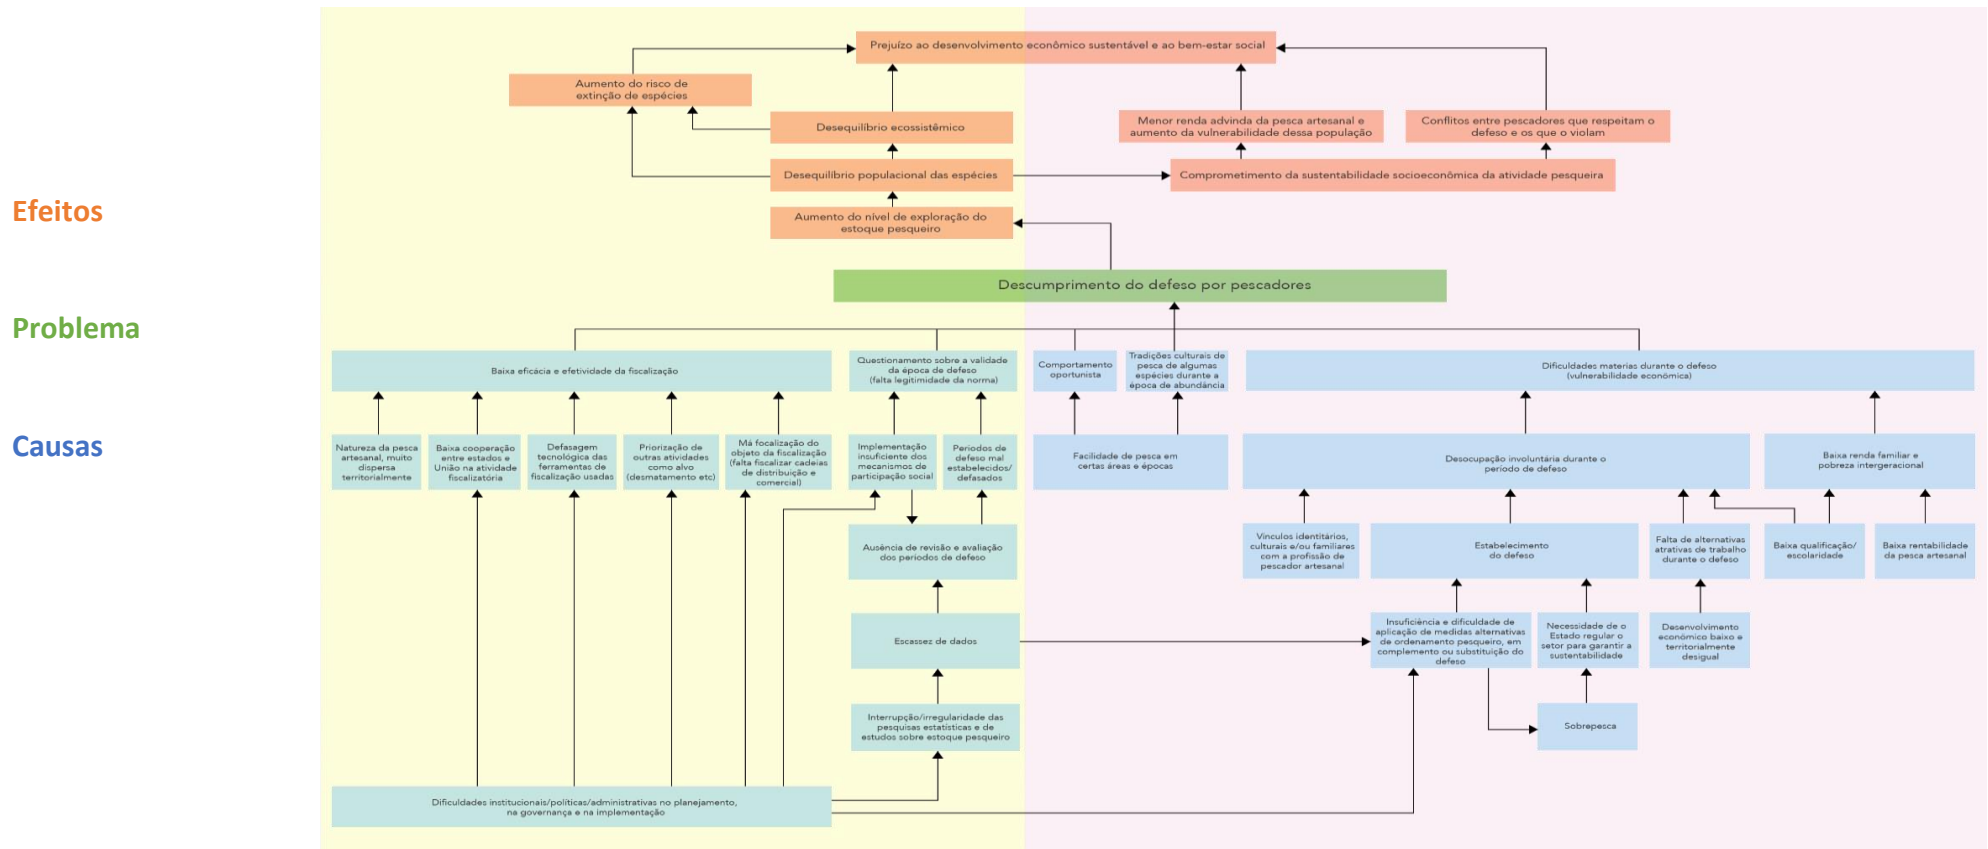 Prejuízo ao desenvolvimento econômico sustentável e ao bem-estar social
Aumento do risco de
extinção de espécies
Desequilíbrio ecossistêmico
Menor renda advinda da pesca artesanal e
aumento da vulnerabilidade dessa população
Conflitos entre pescadores que respeitam o
defeso e os que o violam
Desequilíbrio populacional das espécies
Comprometimento da sustentabilidade socioeconômica da atividade pesqueira
Efeitos
Aumento do nível de exploração do
estoque pesqueiro
Descumprimento do defeso por pescadores
Problema
Baixa eficácia e efetividade da fiscalização
Questionamento sobre a validade
da época de defeso
(falta legitimidade da norma)
Comportamento
oportunista
Tradições culturais de
pesca de algumas
espécies durante a
época de abundância
Dificuldades materias durante o defeso
(vulnerabilidade econômica)
Causas
Natureza da pesca
artesanal, muito
dispersa
territorialmente
Baixa cooperação
entre estados e
União na atividade
fiscalizatória
Defasagem
tecnológica das
ferramentas de
fiscalização usadas
Priorização de
outras atividades
como alvo
(desmatamento etc)
Má focalização do
objeto da fiscalização
(falta fiscalizar cadeias
de distribuição e
comercial)
Implementação
insuficiente dos
mecanismos de
participação social
Periodos de
defeso mal
estabelecidos/
defasados
Facilidade de pesca em
certas áreas e épocas
Desocupação involuntária durante o
período de defeso
Baixa renda familiar e
pobreza intergeracional
Ausência de revisão e avaliação
dos periodos de defeso
Vinculos identitários,
culturais e/ou familiares
com a profissão de
pescador artesanal
Estabelecimento
do defeso
Falta de alternativas
atrativas de trabalho
durante o defeso
Baixa qualificação/
escolaridade
Baixa rentabilidade
da pesca artesanal
Escassez de dados
Insuficiência e dificuldade de
aplicação de medidas alternativas
de ordenamento pesqueiro, em
complemento ou substituição do
defeso
Necessidade de o
Estado regular o
setor para garantir a
sustentabilidade
Desenvolvimento
econômico baixo e
territorialmente
desigual
Interrupção/irregularidade das
pesquisas estatísticas e de
estudos sobre estoque pesqueiro
Sobrepesca
Dificuldades institucionais/políticas/administrativas no planejamento,
na governança e na implementação